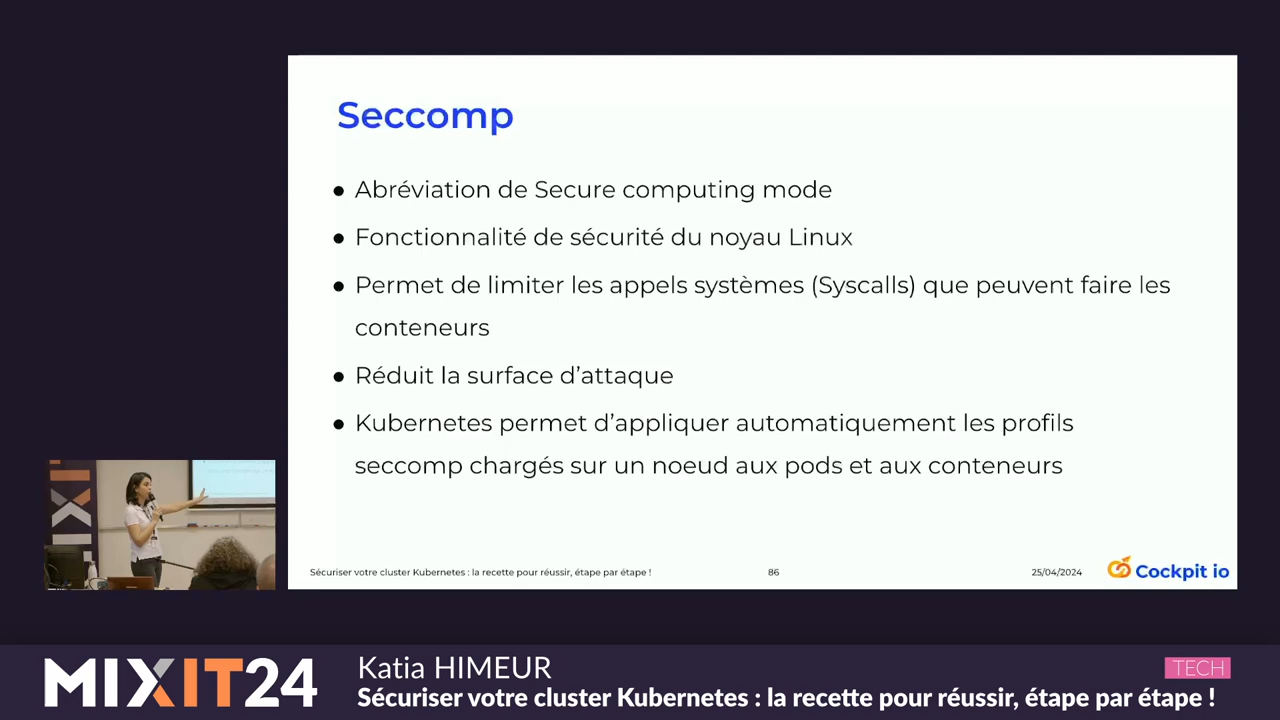 Seccomp
● Abréviation de Secure computing mode
● Fonctionnalité de sécurité du noyau Linux
● Permet de limiter les appels systèmes (Syscalls) que peuvent faire les
conteneurs
● Réduit la surface d'attaque
● Kubernetes permet d'appliquer automatiquement les profils
seccomp chargés sur un noeud aux pods et aux conteneurs
Sécuriser votre cluster Kubernetes : la recette pour réussir, étape par étape !
86
25/04/2024
Cockpit io
MIXIT24
Katia HIMEUR
TECH
Sécuriser votre cluster Kubernetes : la recette pour réussir, étape par étape !